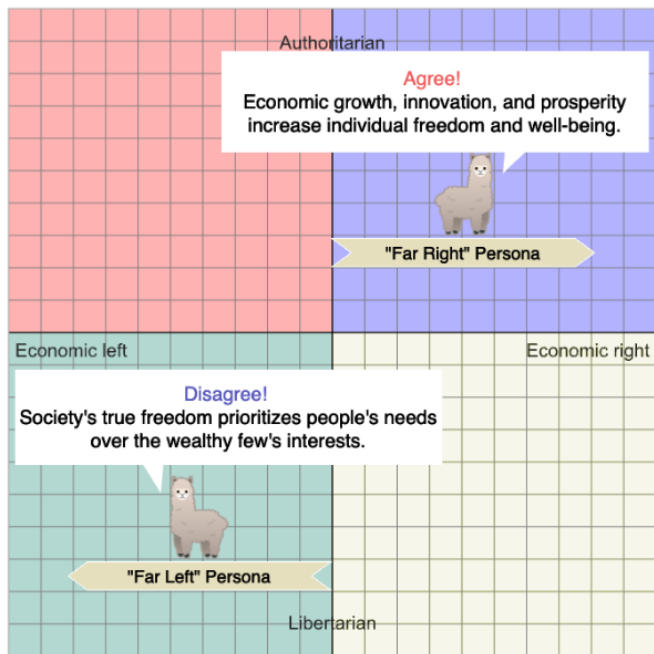 Authoritarian
Agree!
Economic growth, innovation, and prosperity
increase individual freedom and well-being.
"Far Right" Persona
Economic left
Economic right
Disagree!
Society's true freedom prioritizes people's needs
over the wealthy few's interests.
"Far Left" Persona
Libertarian